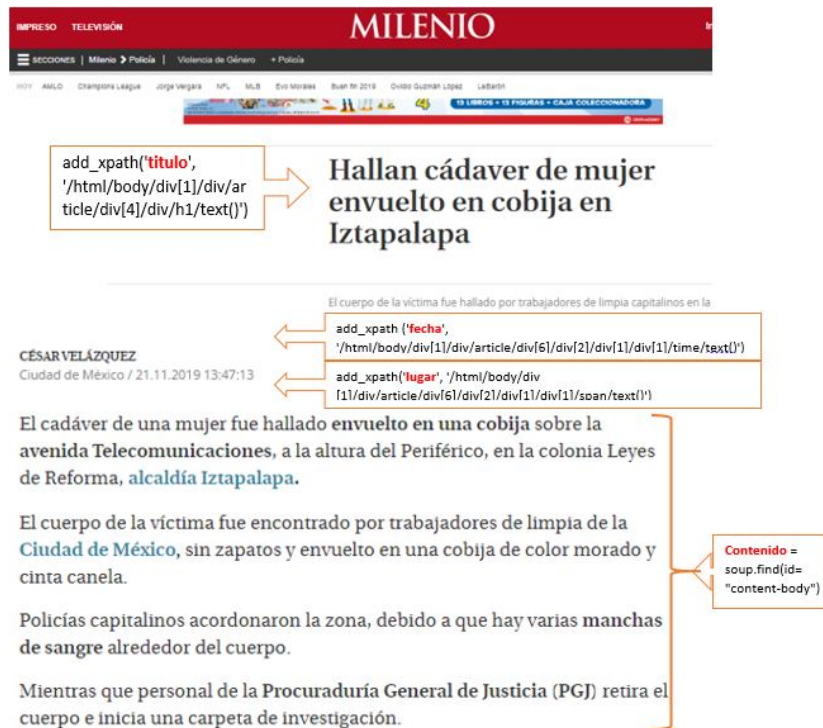 IMPRESO TELEVISIÓN MILENIO
SECCIONES | Milenio > Policía | Violencia de Género + Policía
HOY AMLO Champions League Jorge Vergara NFL MLB Evo Morales Buen fin 2019 Ovidio Guzmán López LeBarón
4 13 LIBROS + 13 FIGURAS + CAJA COLECCIONADORA
add_xpath('titulo',
'/html/body/div[1]/div/ar
ticle/div[4]/div/h1/text()')
Hallan cádaver de mujer
envuelto en cobija en
Iztapalapa
El cuerpo de la víctima fue hallado por trabajadores de limpia capitalinos en la
add_xpath ('fecha',
'/html/body/div[1]/div/article/div[6]/div[2]/div[1]/div[1]/time/text()')
CÉSAR VELÁZQUEZ
Ciudad de México / 21.11.2019 13:47:13
add_xpath('lugar', '/html/body/div
[1]/div/article/div[6]/div[2]/div[1]/div[1]/span/text()')
El cadáver de una mujer fue hallado envuelto en una cobija sobre la
avenida Telecomunicaciones, a la altura del Periférico, en la colonia Leyes
de Reforma, alcaldía Iztapalapa.
El cuerpo de la víctima fue encontrado por trabajadores de limpia de la
Ciudad de México, sin zapatos y envuelto en una cobija de color morado y
cinta canela.
Policías capitalinos acordonaron la zona, debido a que hay varias manchas
de sangre alrededor del cuerpo.
Mientras que personal de la Procuraduría General de Justicia (PGJ) retira el
cuerpo e inicia una carpeta de investigación.
Contenido =
soup.find(id=
"content-body")